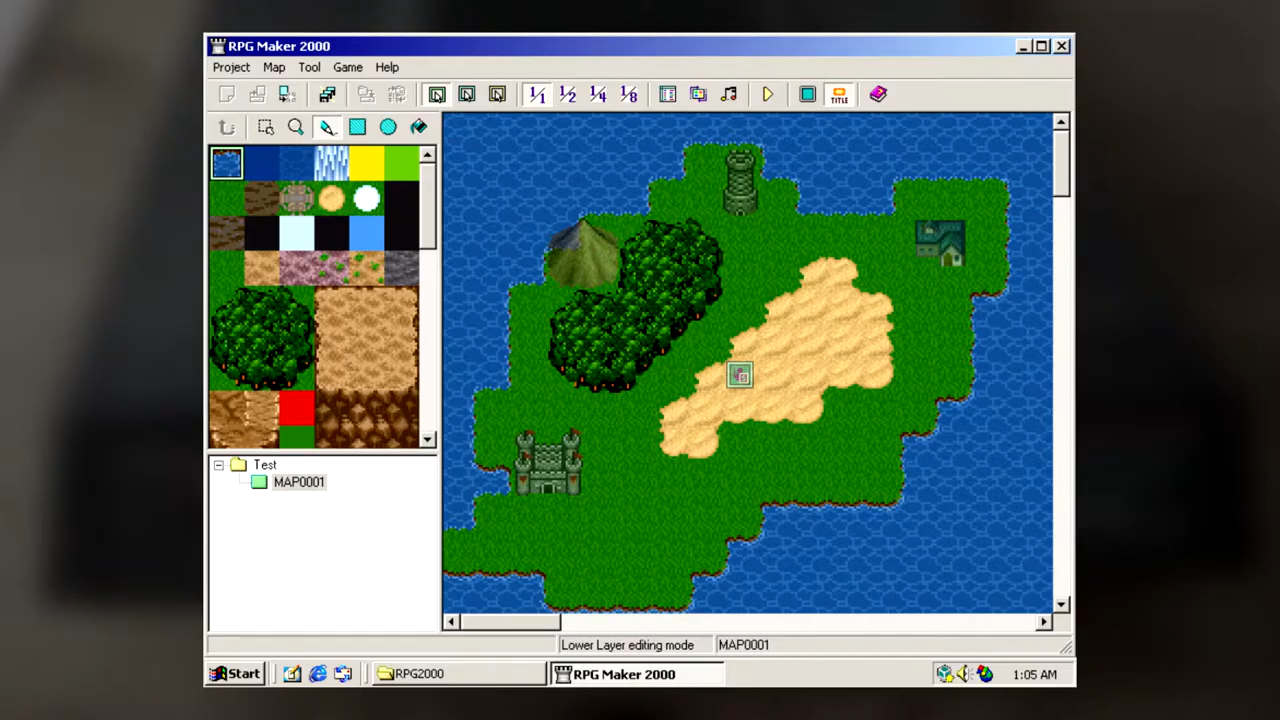 RPG Maker 2000
Project Map Tool Game Help
1/1 1/2 1/4 1/8 TITLE
Test
MAP0001
S
Lower Layer editing mode MAP0001
Start RPG2000 RPG Maker 2000 1:05 AM